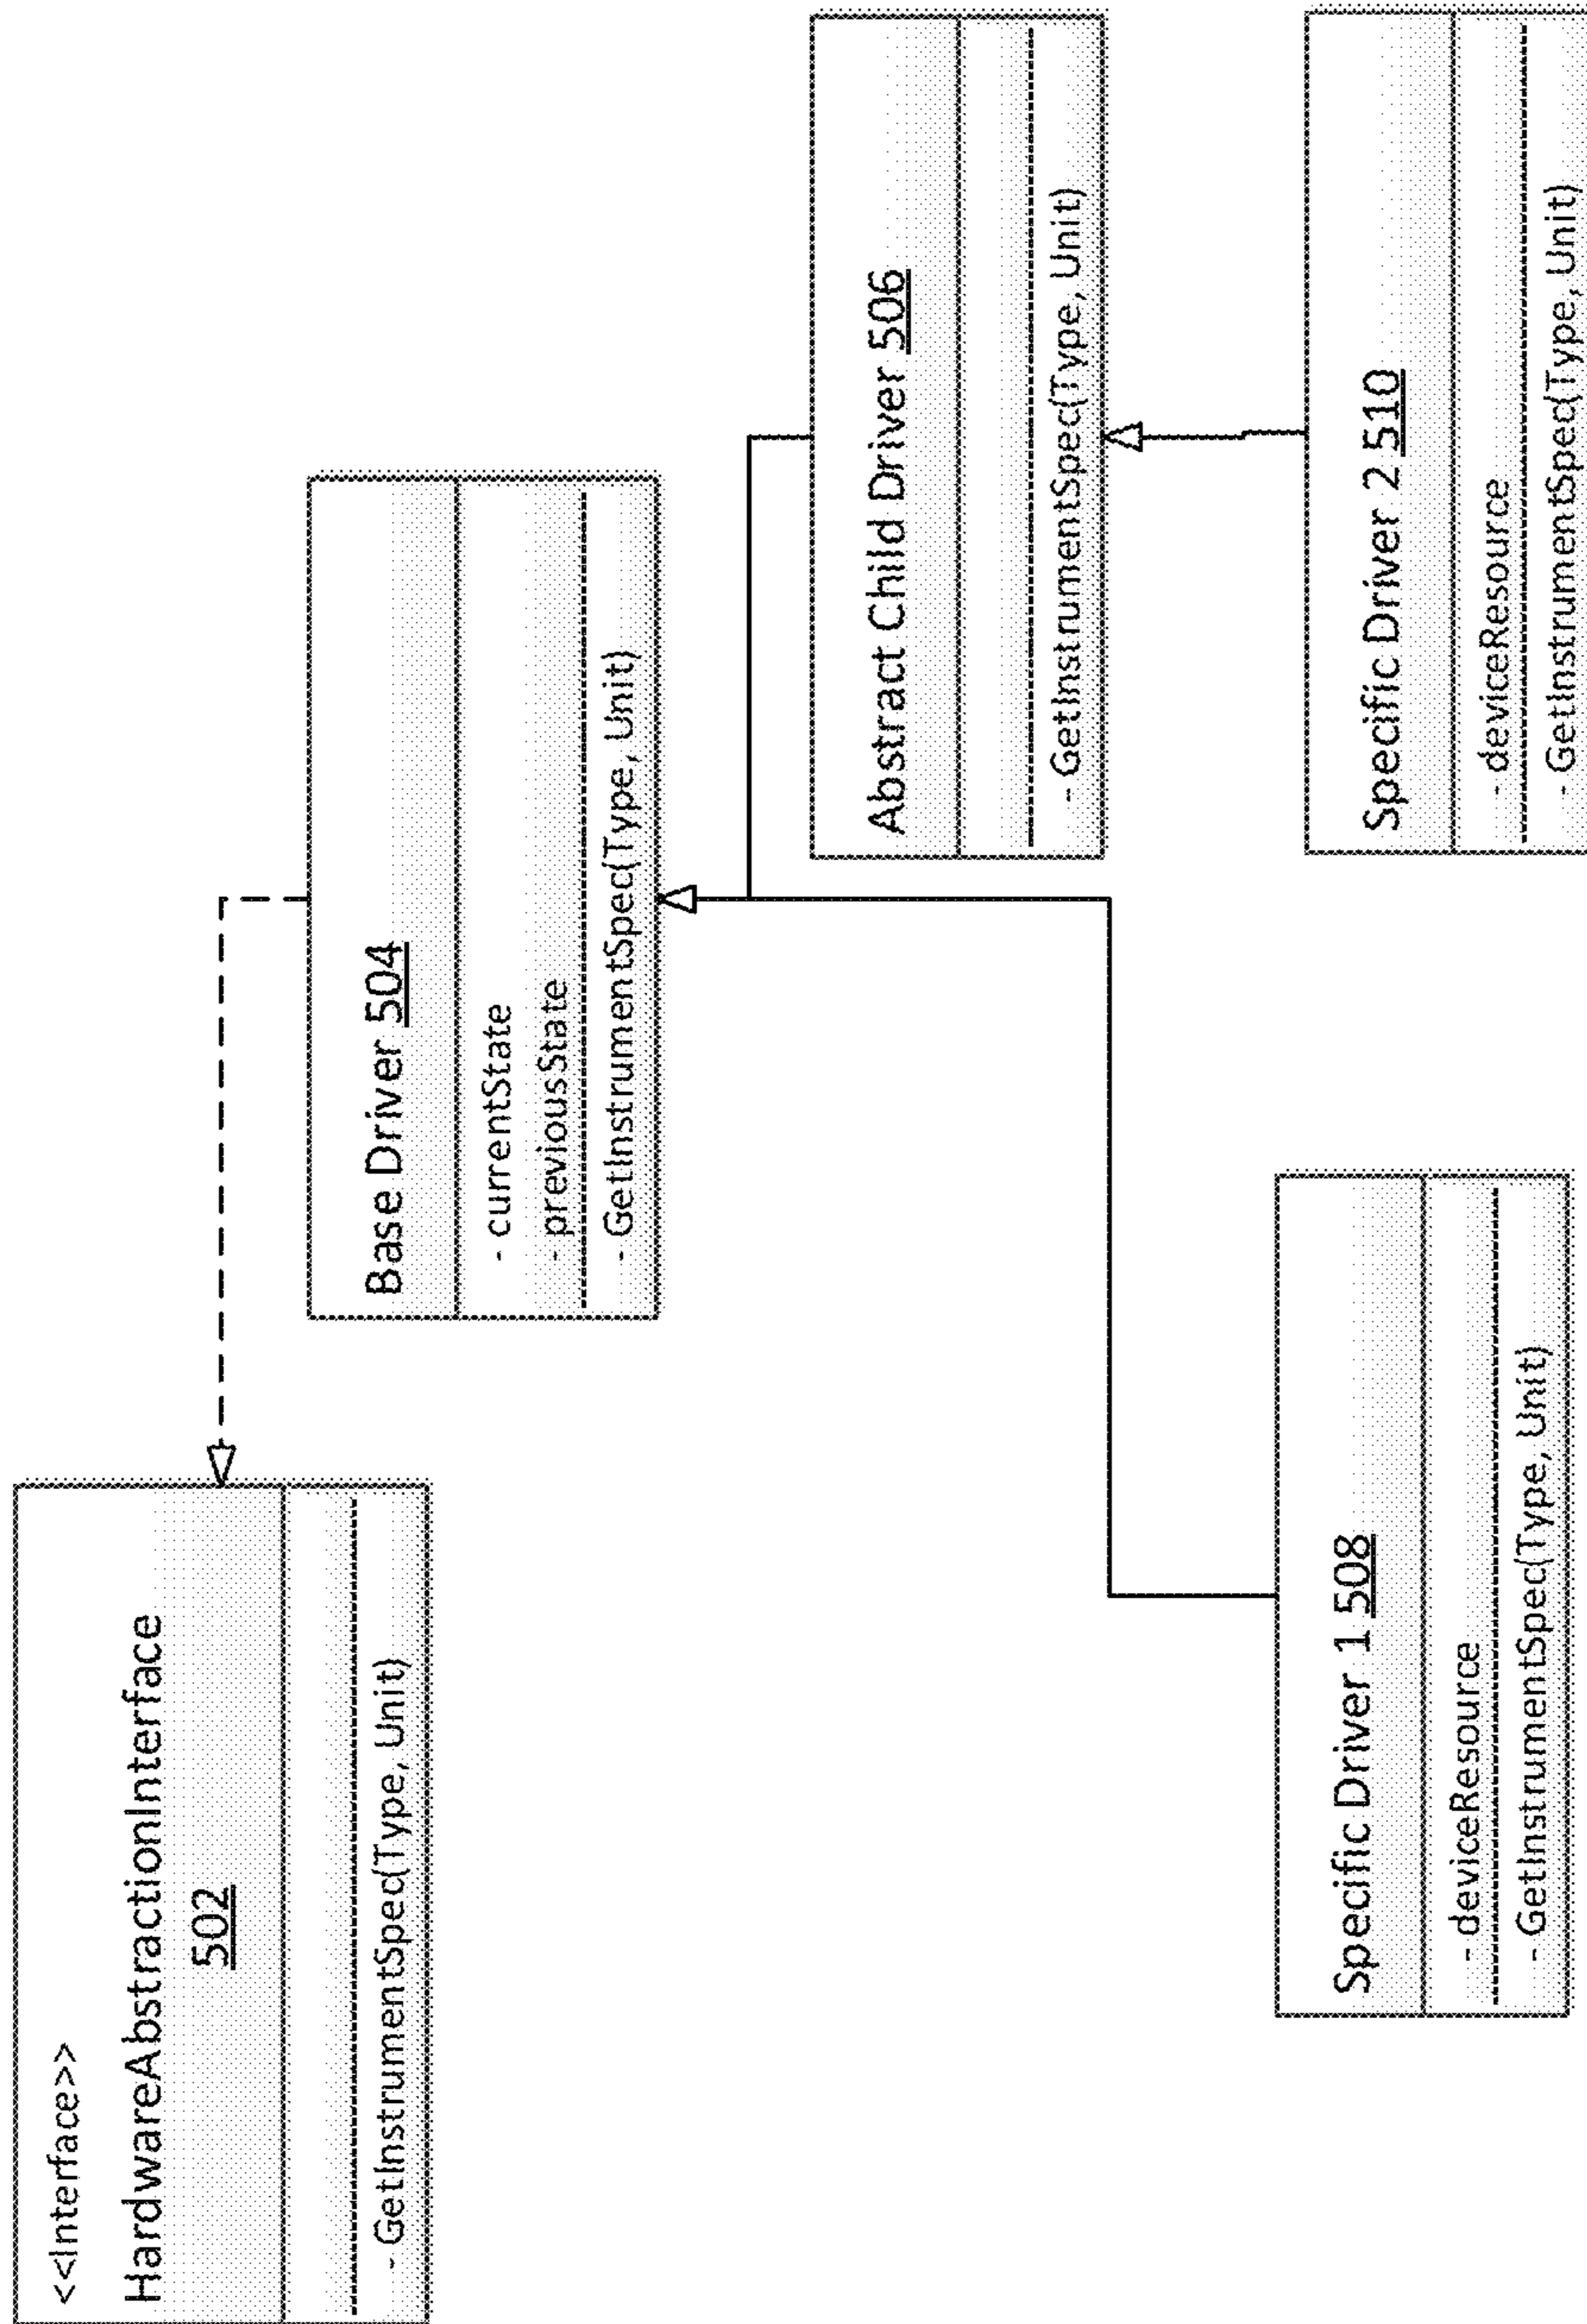 <<Interface>>
HardwareAbstractionInterface
502
- GetInstrumentSpec(Type, Unit)
Base Driver 504
- currentState
- previousState
- GetInstrumentSpec(Type, Unit)
Abstract Child Driver 506
- GetInstrumentSpec(Type, Unit)
Specific Driver 1 508
- deviceResource
- GetInstrumentSpec(Type, Unit)
Specific Driver 2 510
- deviceResource
- GetInstrumentSpec(Type, Unit)